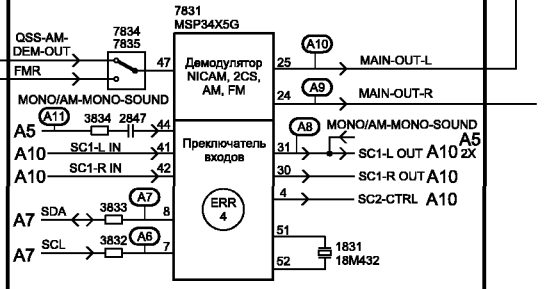 7831
MSP34X5G
QSS-AM-
DEM-OUT
7834
7835
FMR
47
Демодулятор
NICAM, 2CS,
AM, FM
25
A10
MAIN-OUT-L
24
A9
MAIN-OUT-R
MONO/AM-MONO-SOUND
A11
A5
3834
2847
44
A10
SC1-L IN
41
A10
SC1-R IN
42
Преключатель
входов
ERR
4
A8
MONO/AM-MONO-SOUND
A5
2X
31
SC1-L OUT A10
30
SC1-R OUT A10
4
SC2-CTRL A10
A7
SDA
3833
A7
8
A7
SCL
3832
A6
7
51
52
1831
18M432